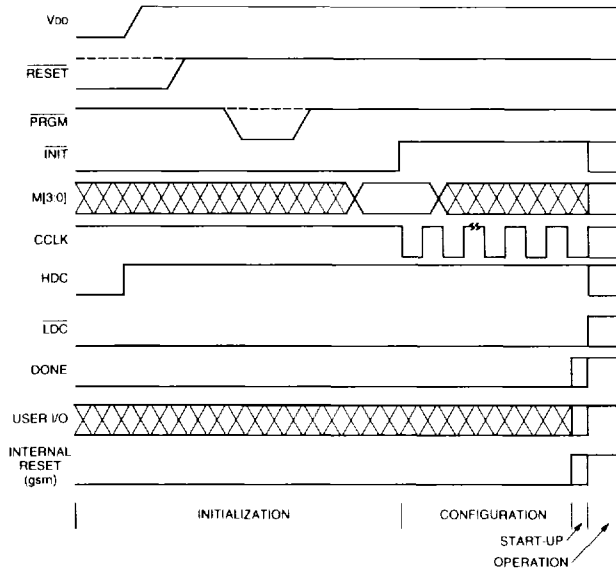 VDD
RESET
PRGM
INIT
M[3:0]
CCLK
HDC
LDC
DONE
USER I/O
INTERNAL
RESET
(gsm)
INITIALIZATION
CONFIGURATION
START-UP
OPERATION